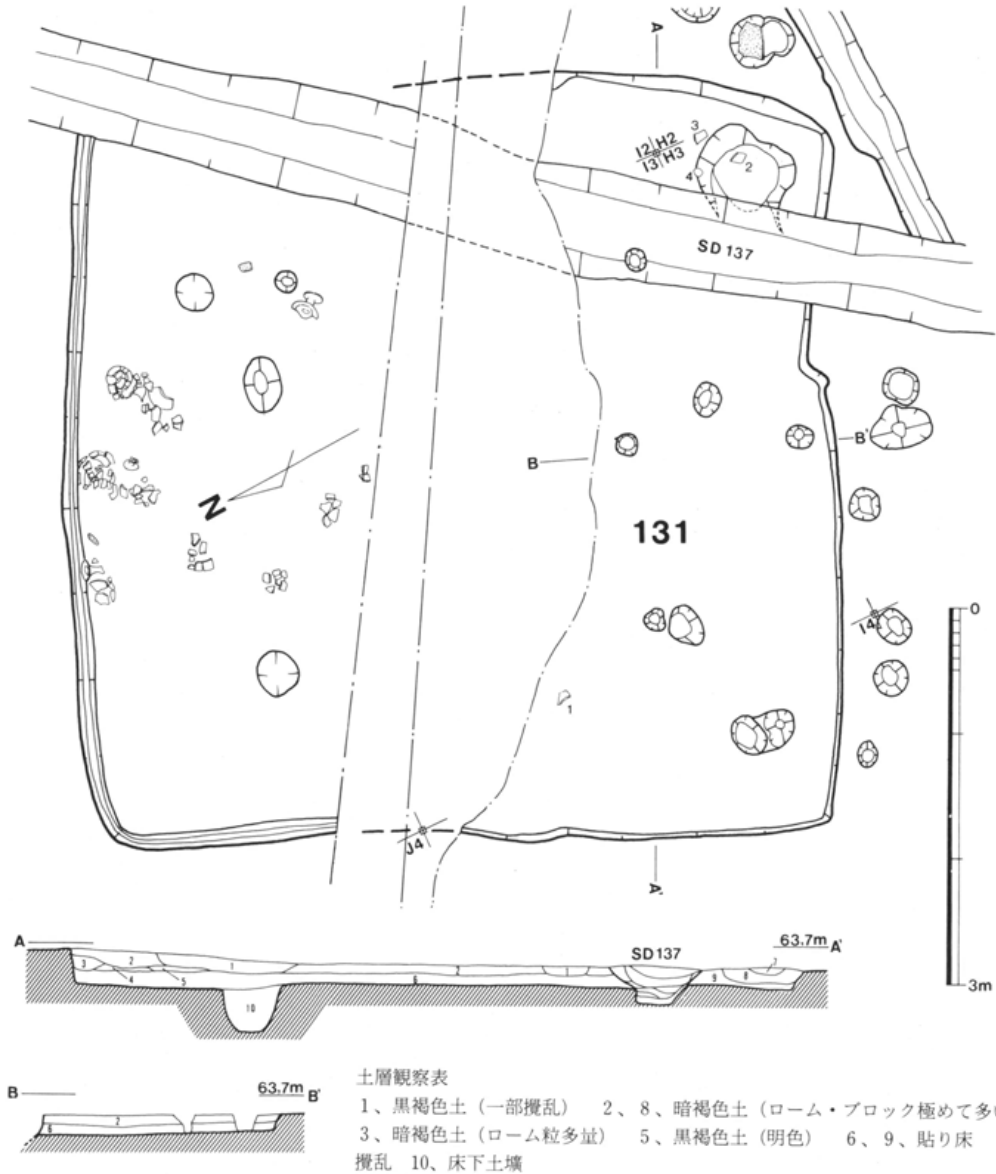 A
3
I2 H2
I3 H3
2
4
SD 137
B
B'
N
131
0
I4
1
J4
A'
3m
A
SD137
63.7m A'
3 2 1 2 7
4 5 6 9 8
10
B
63.7m B'
2
6
土層観察表
1、黒褐色土（一部攪乱） 2、8、暗褐色土（ローム・ブロック極めて多い
3、暗褐色土（ローム粒多量） 5、黒褐色土（明色） 6、9、貼り床
攪乱 10、床下土壙